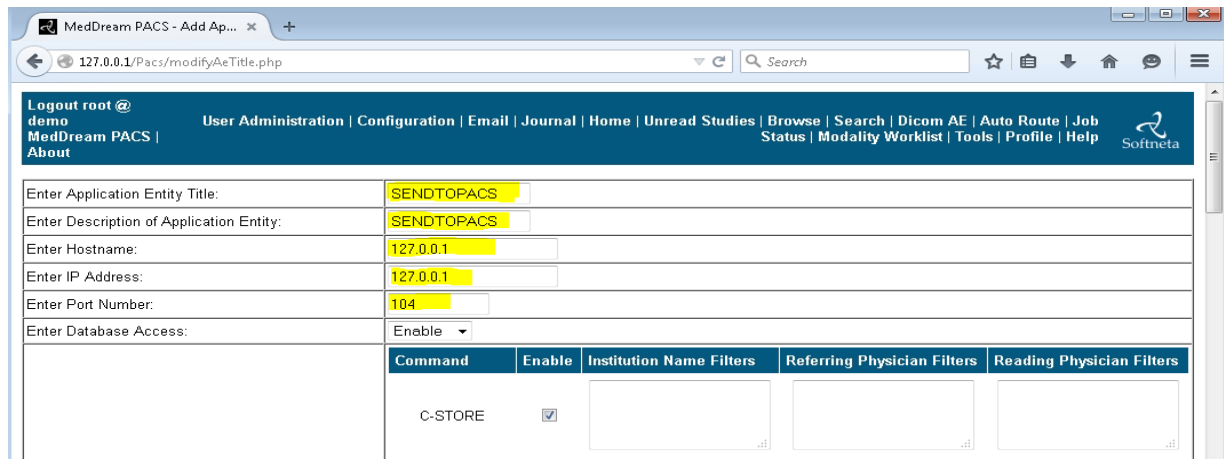 MedDream PACS - Add Ap...
127.0.0.1/Pacs/modifyAeTitle.php
Search
Logout root @
demo
MedDream PACS |
About
User Administration | Configuration | Email | Journal | Home | Unread Studies | Browse | Search | Dicom AE | Auto Route | Job
Status | Modality Worklist | Tools | Profile | Help
Softneta
Enter Application Entity Title: SENDTOPACS
Enter Description of Application Entity: SENDTOPACS
Enter Hostname: 127.0.0.1
Enter IP Address: 127.0.0.1
Enter Port Number: 104
Enter Database Access: Enable
Command Enable Institution Name Filters Referring Physician Filters Reading Physician Filters
C-STORE